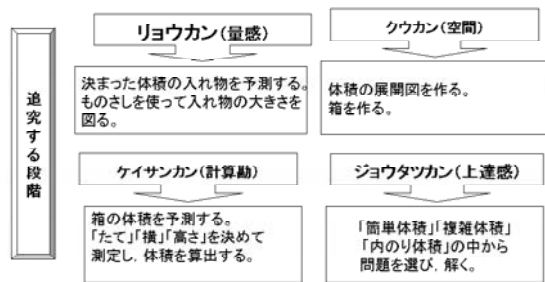 追究する段階
リョウカン（量感）
決まった体積の入れ物を予測する。
ものさしを使って入れ物の大きさを
図る。
クウカン（空間）
体積の展開図を作る。
箱を作る。
ケイサンカン（計算勘）
箱の体積を予測する。
「たて」「横」「高さ」を決めて
測定し，体積を算出する。
ジョウタツカン（上達感）
「簡単体積」「複雑体積」
「内のり体積」の中から
問題を選び，解く。